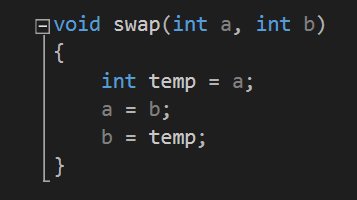 void swap(int a, int b)
{
    int temp = a;
    a = b;
    b = temp;
}